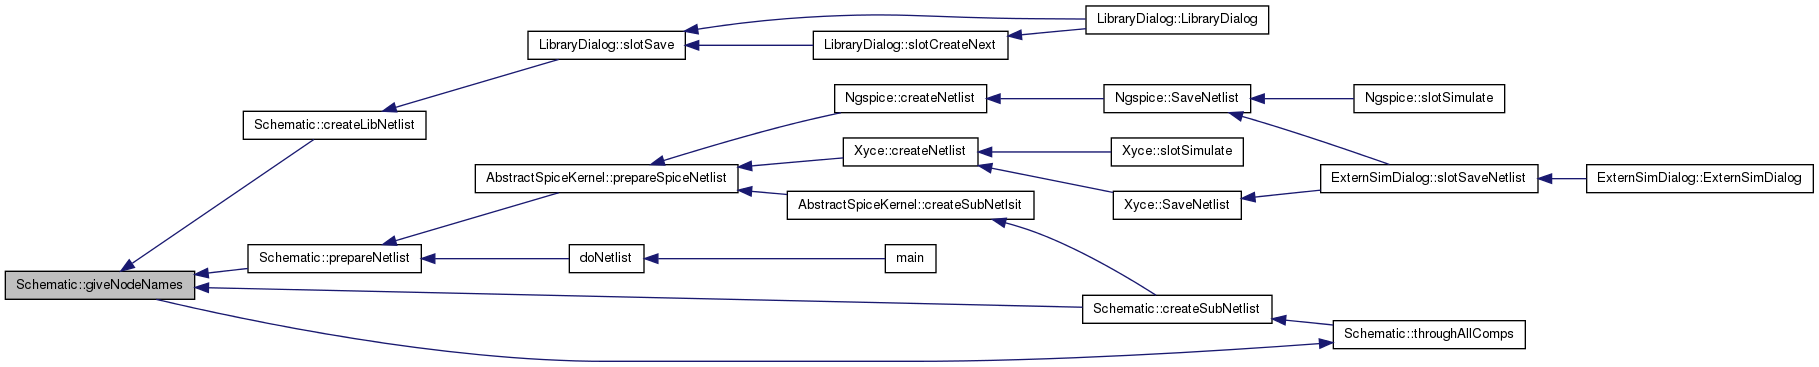 LibraryDialog::LibraryDialog
LibraryDialog::slotSave
LibraryDialog::slotCreateNext
Ngspice::createNetlist
Ngspice::SaveNetlist
Ngspice::slotSimulate
Schematic::createLibNetlist
Xyce::createNetlist
Xyce::slotSimulate
AbstractSpiceKernel::prepareSpiceNetlist
ExternSimDialog::slotSaveNetlist
ExternSimDialog::ExternSimDialog
AbstractSpiceKernel::createSubNetlsit
Xyce::SaveNetlist
Schematic::prepareNetlist
doNetlist
main
Schematic::giveNodeNames
Schematic::createSubNetlist
Schematic::throughAllComps